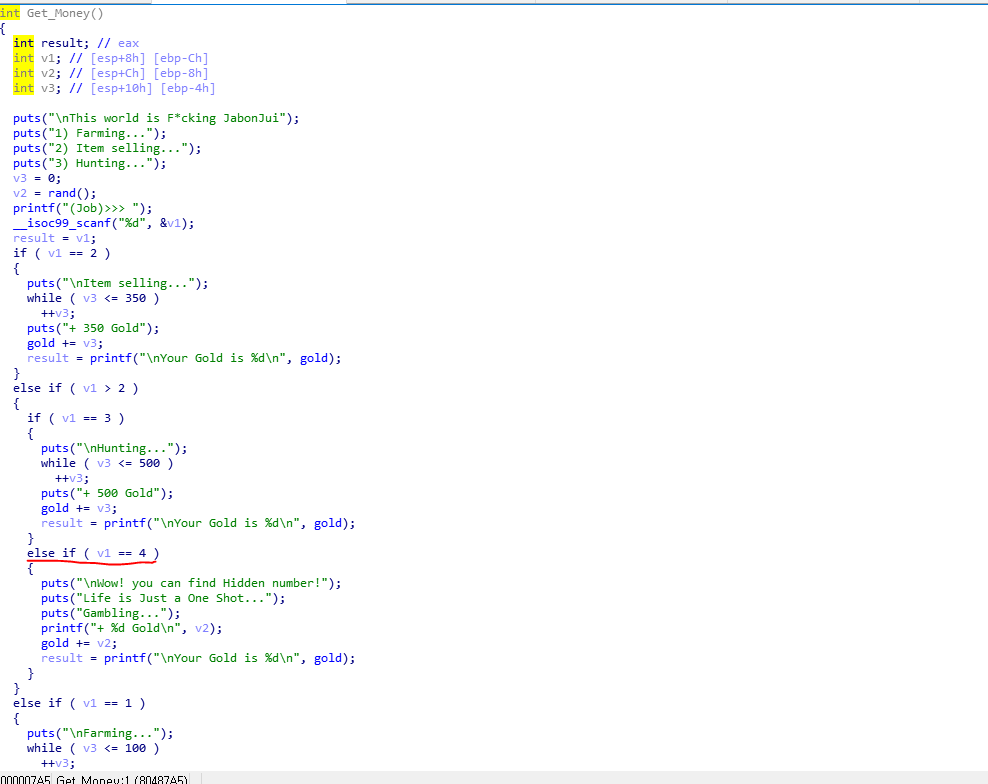 int Get_Money()
{
  int result; // eax
  int v1; // [esp+8h] [ebp-Ch]
  int v2; // [esp+Ch] [ebp-8h]
  int v3; // [esp+10h] [ebp-4h]

  puts("\nThis world is F*cking JabonJui");
  puts("1) Farming...");
  puts("2) Item selling...");
  puts("3) Hunting...");
  v3 = 0;
  v2 = rand();
  printf("(Job)>>> ");
  __isoc99_scanf("%d", &v1);
  result = v1;
  if ( v1 == 2 )
  {
    puts("\nItem selling...");
    while ( v3 <= 350 )
      ++v3;
    puts("+ 350 Gold");
    gold += v3;
    result = printf("\nYour Gold is %d\n", gold);
  }
  else if ( v1 > 2 )
  {
    if ( v1 == 3 )
    {
      puts("\nHunting...");
      while ( v3 <= 500 )
        ++v3;
      puts("+ 500 Gold");
      gold += v3;
      result = printf("\nYour Gold is %d\n", gold);
    }
    else if ( v1 == 4 )
    {
      puts("\nWow! you can find Hidden number!");
      puts("Life is Just a One Shot...");
      puts("Gambling...");
      printf("+ %d Gold\n", v2);
      gold += v2;
      result = printf("\nYour Gold is %d\n", gold);
    }
  }
  else if ( v1 == 1 )
  {
    puts("\nFarming...");
    while ( v3 <= 100 )
      ++v3;
000007A5 Get_Money:1 (80487A5)